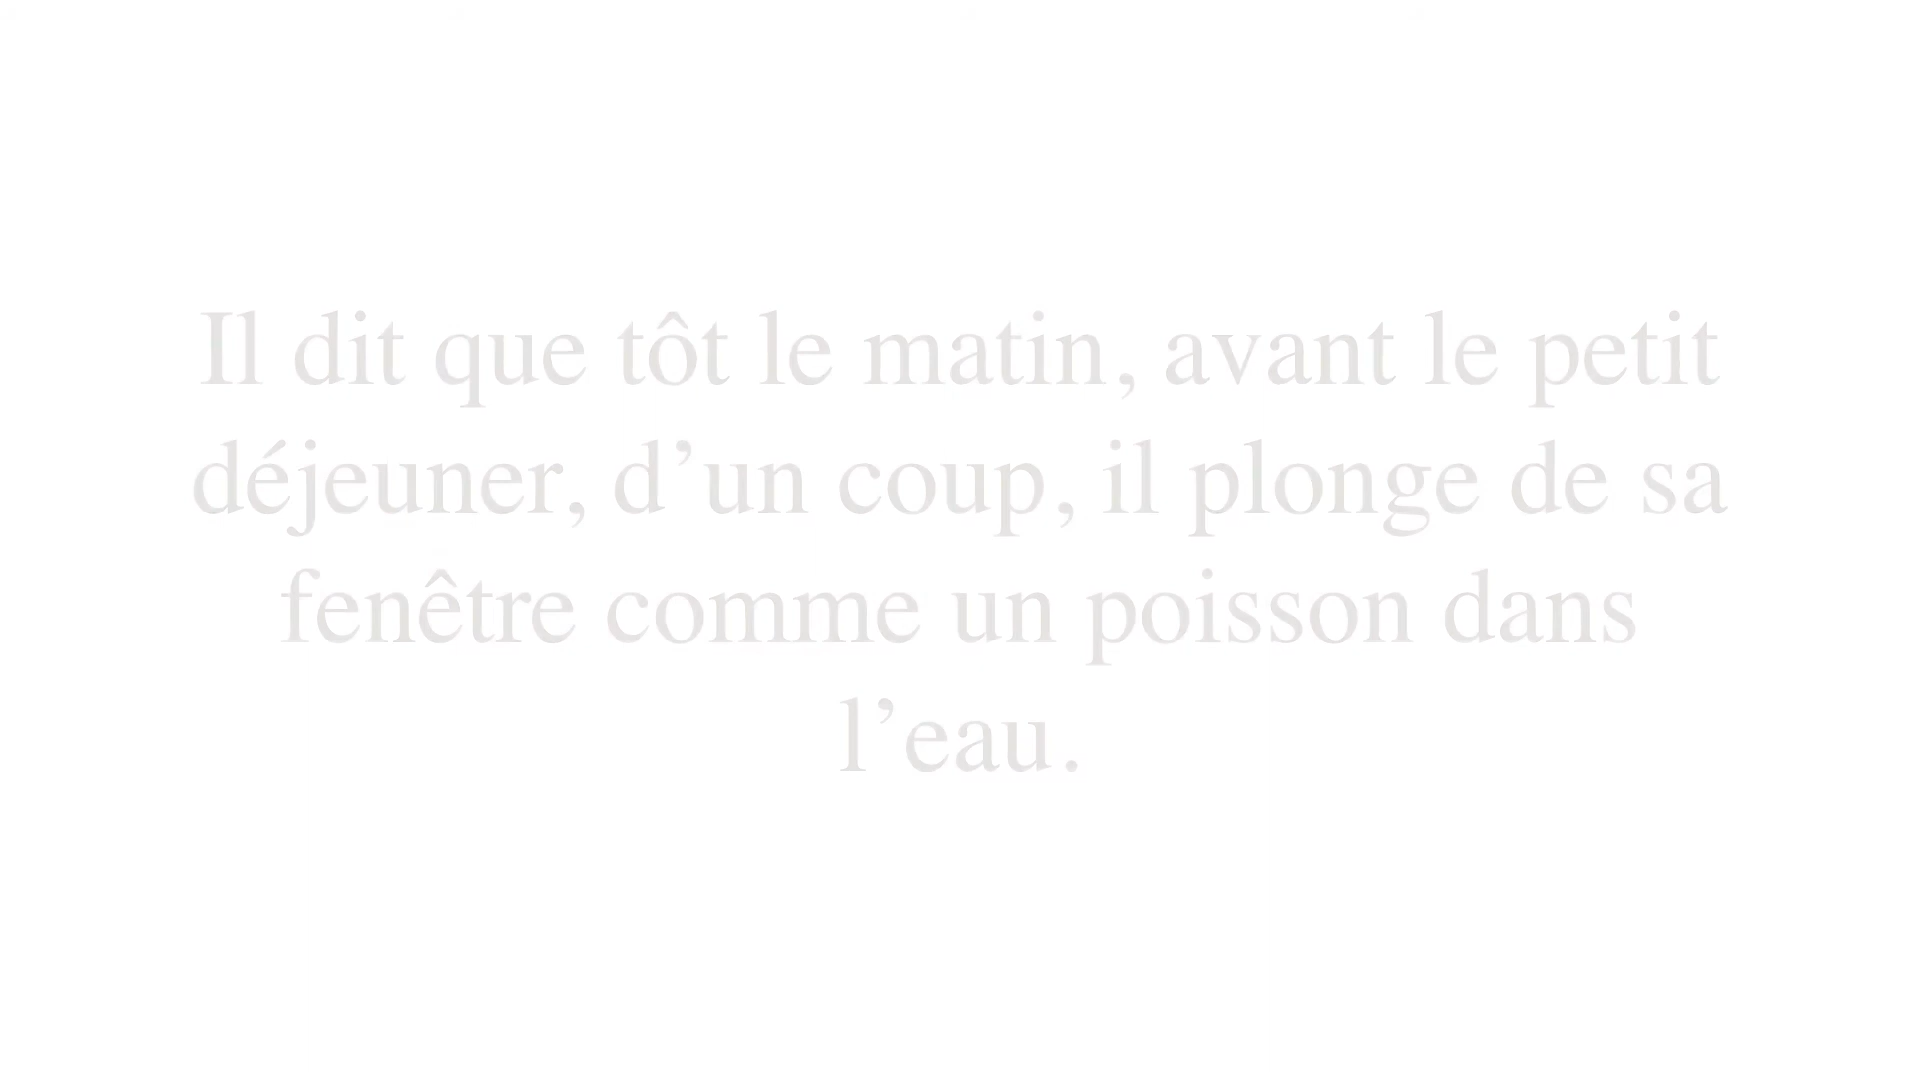 Il dit que tôt le matin, avant le petit
déjeuner, d’un coup, il plonge de sa
fenêtre comme un poisson dans
l’eau.